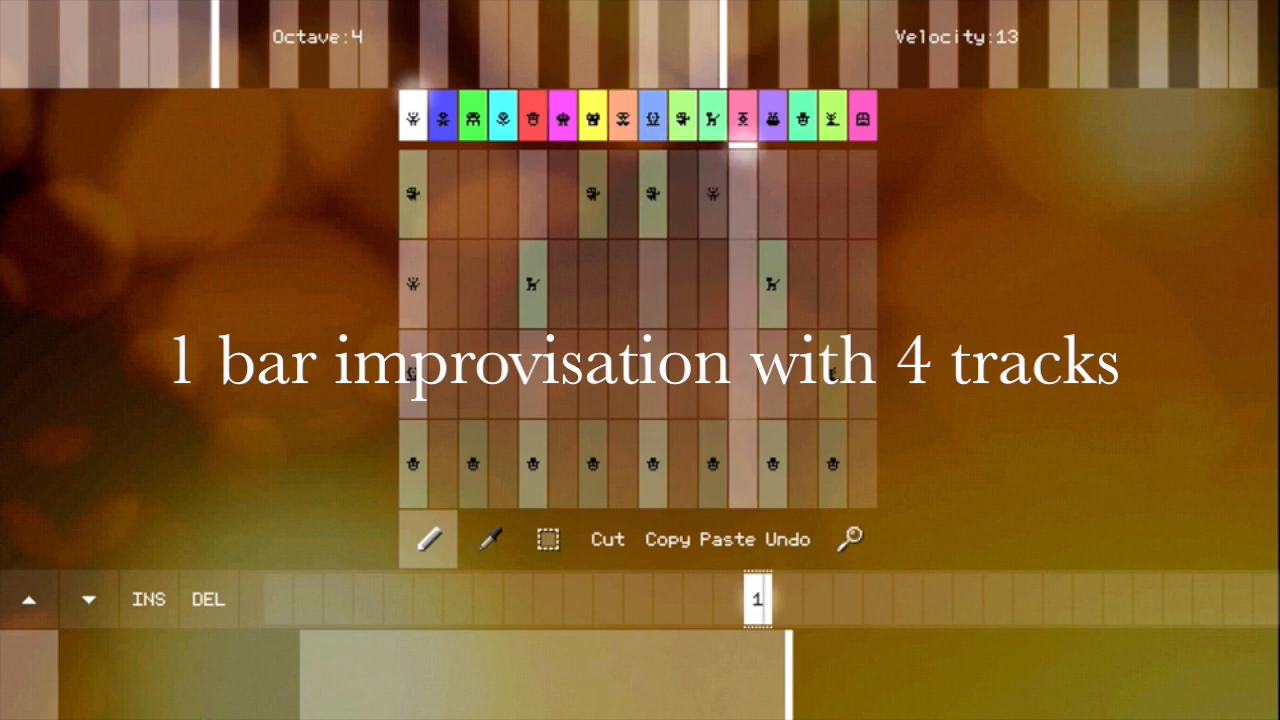 Octave:4 Velocity:13
1 bar improvisation with 4 tracks
Cut Copy Paste Undo
INS DEL 1